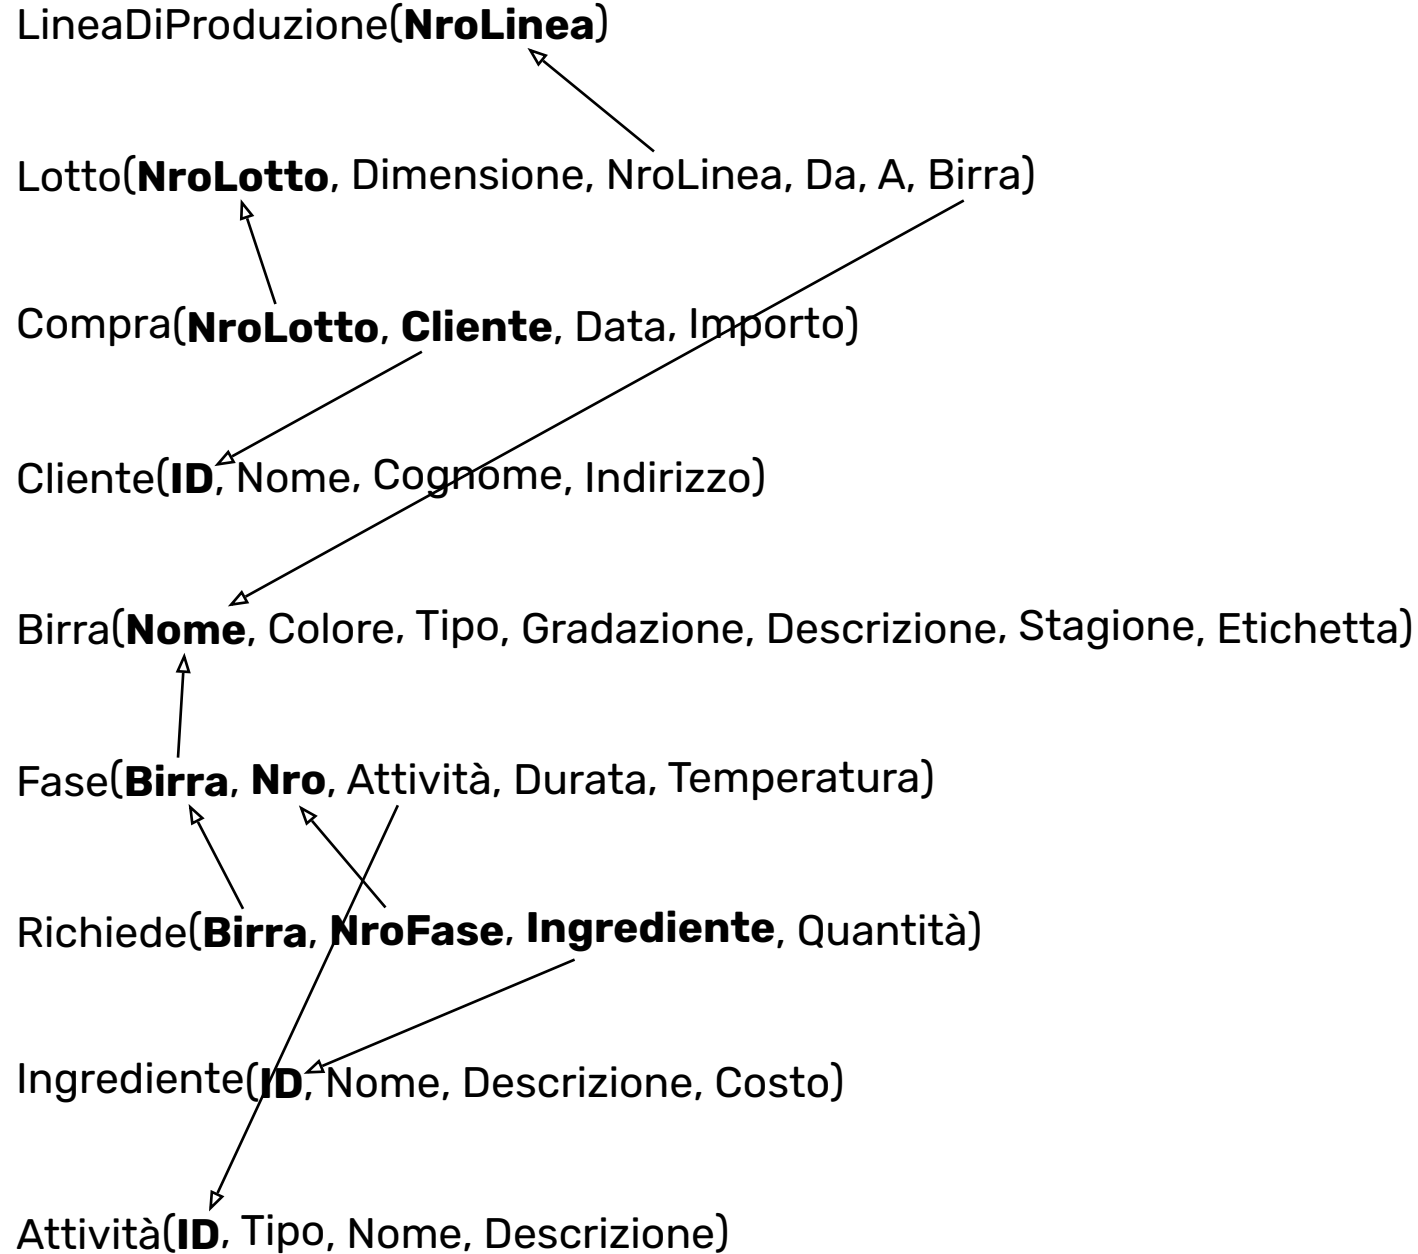 LineaDiProduzione(NroLinea)
Lotto(NroLotto, Dimensione, NroLinea, Da, A, Birra)
Compra(NroLotto, Cliente, Data, Importo)
Cliente(ID, Nome, Cognome, Indirizzo)
Birra(Nome, Colore, Tipo, Gradazione, Descrizione, Stagione, Etichetta)
Fase(Birra, Nro, Attività, Durata, Temperatura)
Richiede(Birra, NroFase, Ingrediente, Quantità)
Ingrediente(ID, Nome, Descrizione, Costo)
Attività(ID, Tipo, Nome, Descrizione)